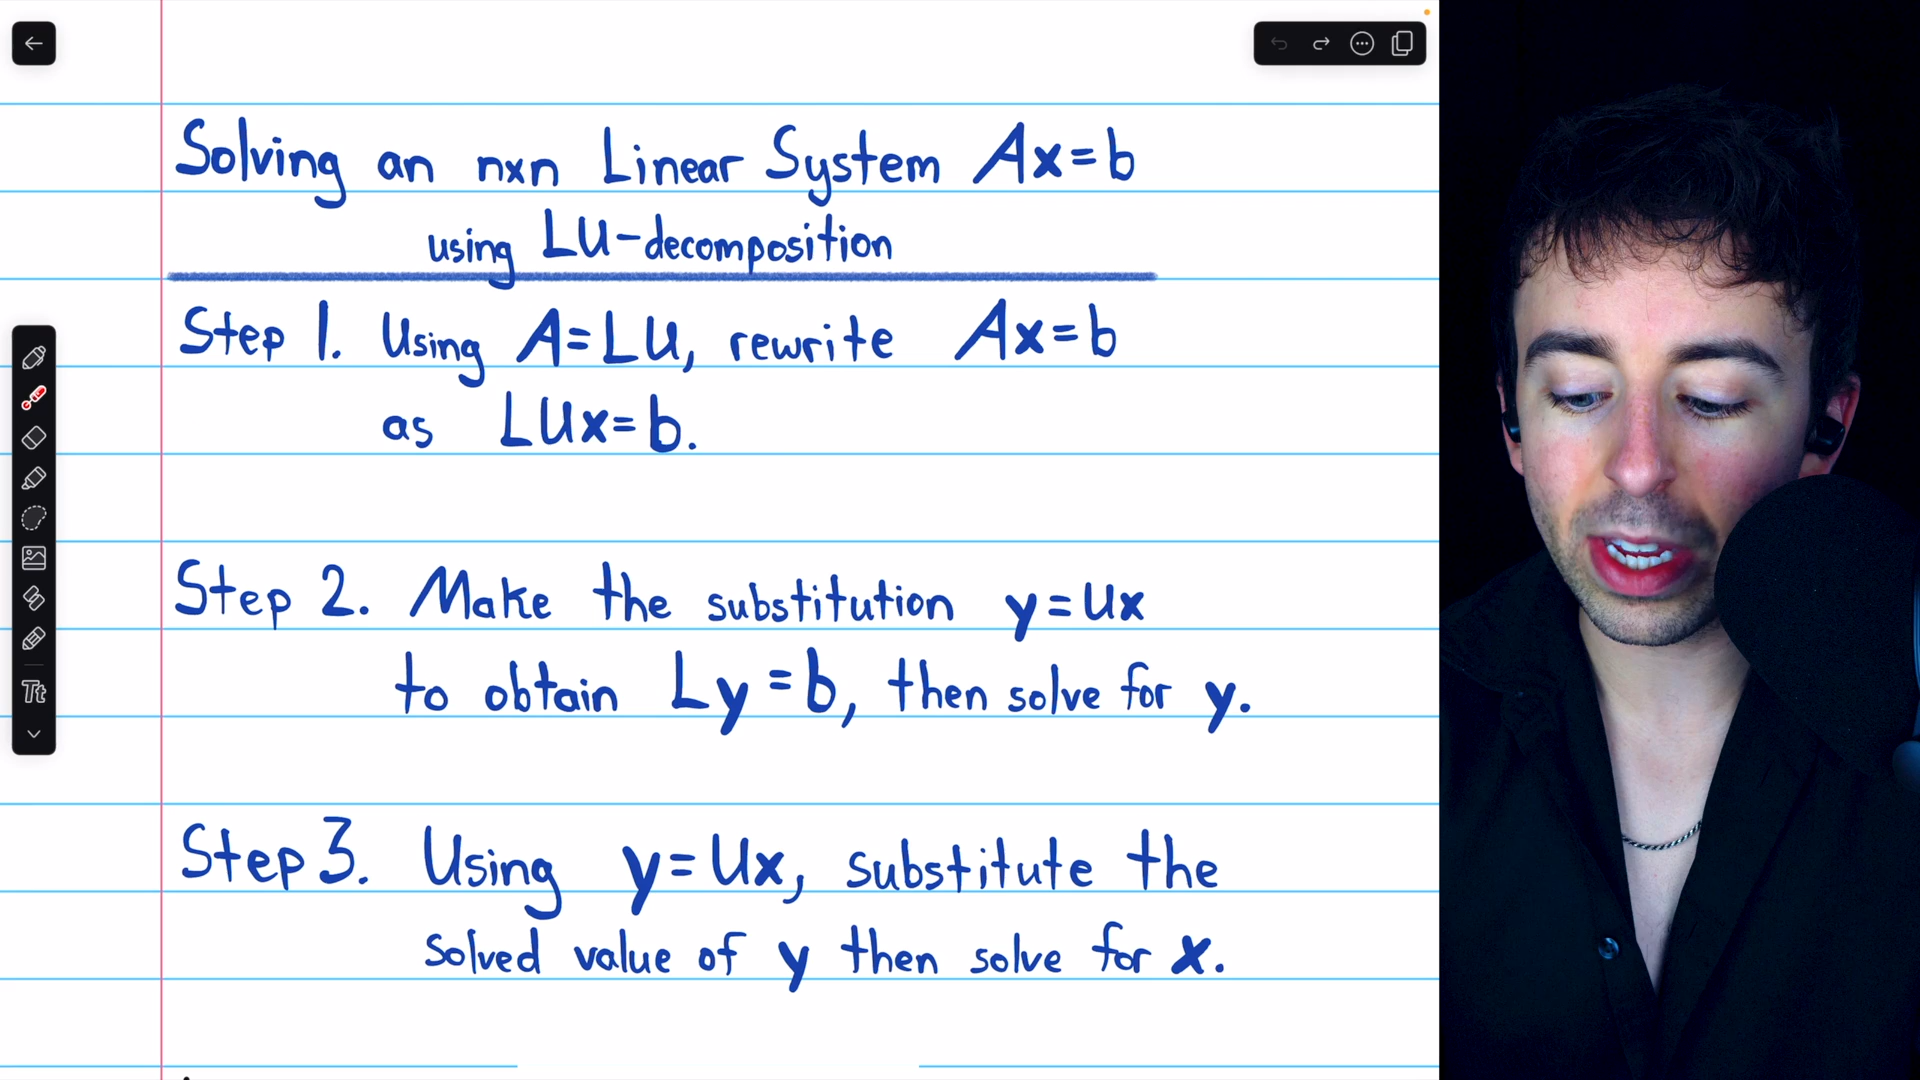 Solving an nxn Linear System Ax=b
using LU-decomposition
Step 1. Using A=LU, rewrite Ax=b
as LUx=b.
Step 2. Make the substitution y=Ux
to obtain Ly=b, then solve for y.
Step 3. Using y=Ux, substitute the
solved value of y then solve for x.
Tt